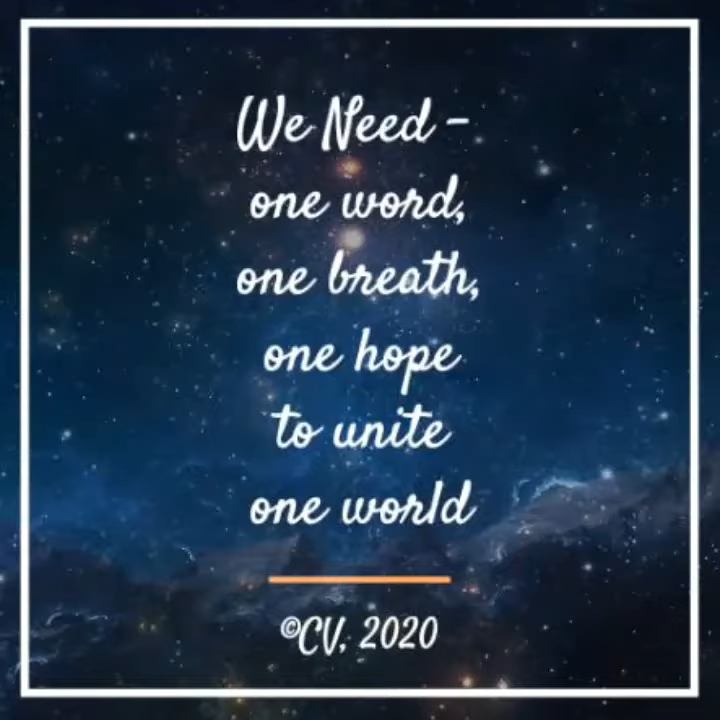 We Need -
one word,
one breath,
one hope
to unite
one world
©CV, 2020